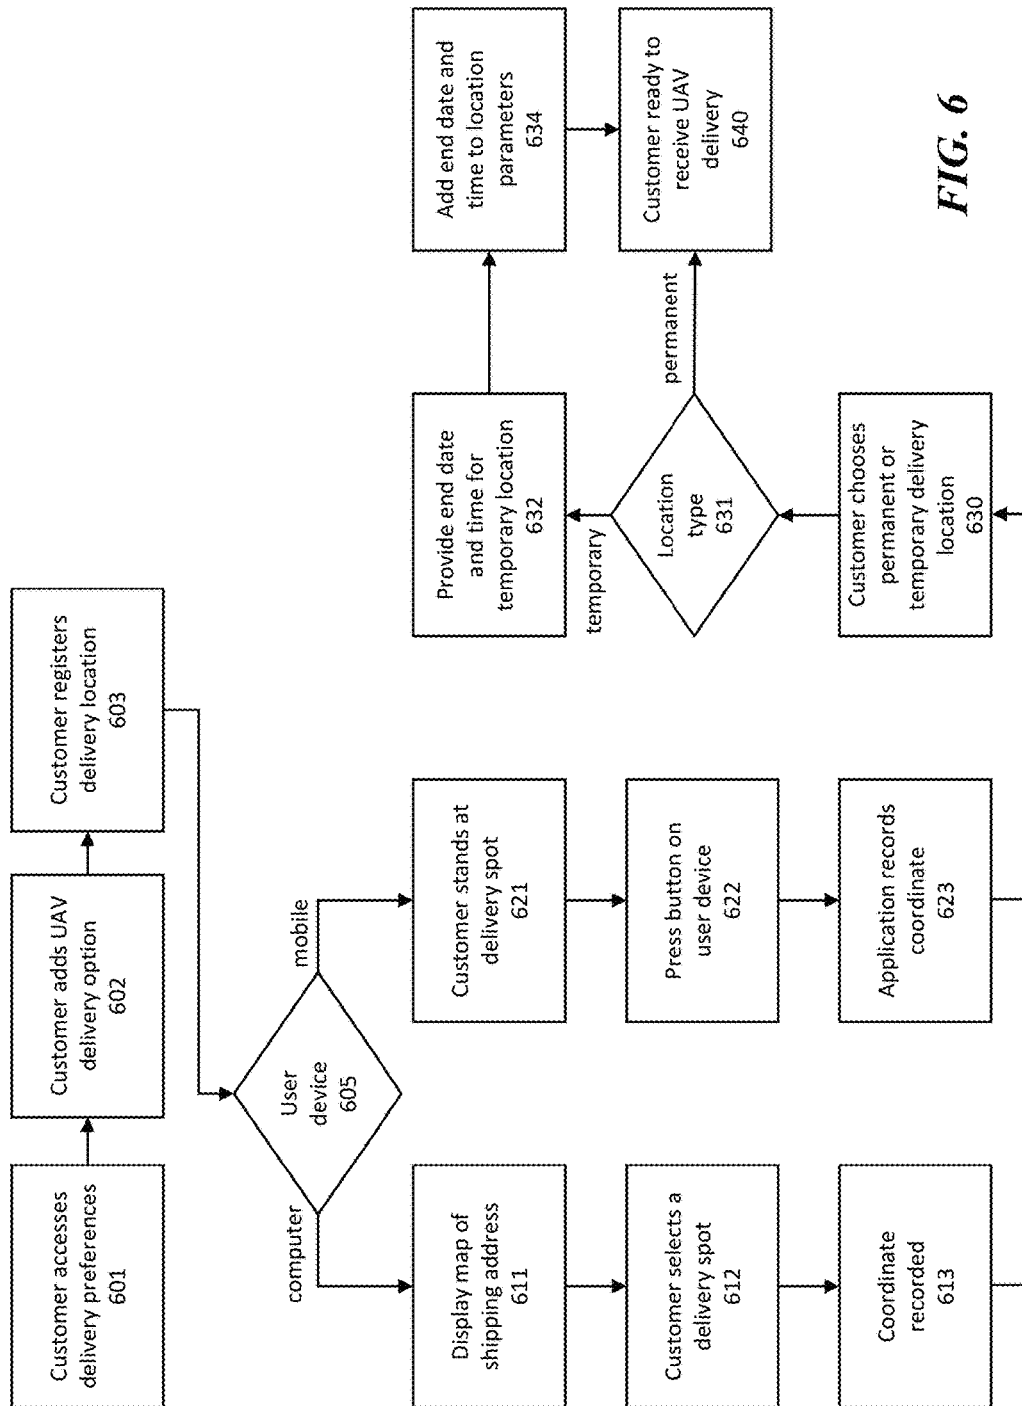 Customer accesses
delivery preferences
601
Customer adds UAV
delivery option
602
Customer registers
delivery location
603
User
device
605
computer
mobile
Display map of
shipping address
611
Customer selects a
delivery spot
612
Coordinate
recorded
613
Customer stands at
delivery spot
621
Press button on
user device
622
Application records
coordinate
623
Customer chooses
permanent or
temporary delivery
location
630
Location
type
631
temporary
permanent
Provide end date
and time for
temporary location
632
Add end date and
time to location
parameters
634
Customer ready to
receive UAV
delivery
640
FIG. 6